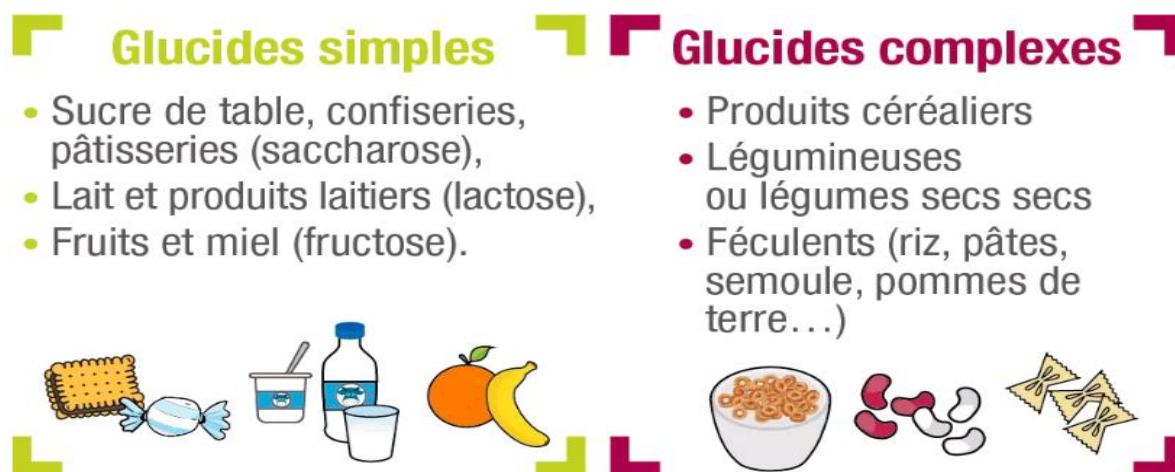 Glucides simples
• Sucre de table, confiseries,
pâtisseries (saccharose),
• Lait et produits laitiers (lactose),
• Fruits et miel (fructose).
Glucides complexes
• Produits céréaliers
• Légumineuses
ou légumes secs secs
• Féculents (riz, pâtes,
semoule, pommes de
terre…)